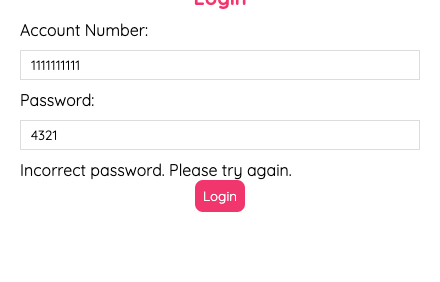 Login
Account Number:
1111111111
Password:
4321
Incorrect password. Please try again.
Login